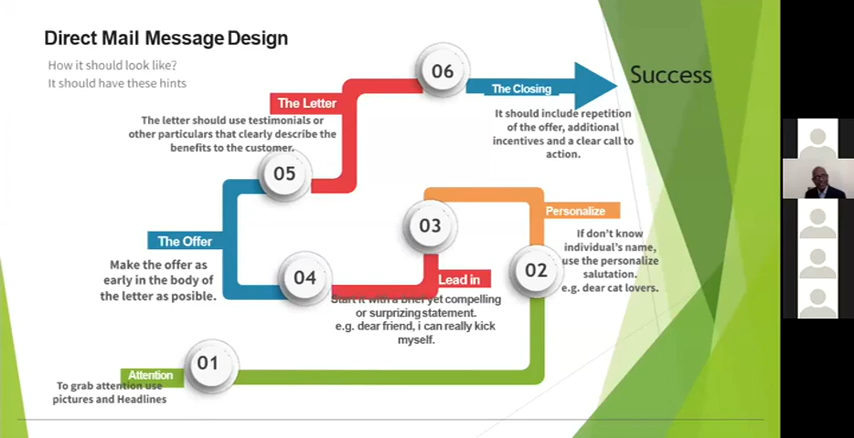 Direct Mail Message Design
How it should look like?
It should have these hints
06
The Closing
Success
It should include repetition
of the offer, additional
incentives and a clear call to
action.
The Letter
The letter should use testimonials or
other particulars that clearly describe the
benefits to the customer.
05
The Offer
Make the offer as
early in the body of
the letter as posible.
04
03
Lead in
Start it with a brief yet compelling
or surprizing statement.
e.g. dear friend, i can really kick
myself.
Personalize
If don't know
individual's name,
use the personalize
salutation.
e.g. dear cat lovers.
02
01
Attention
To grab attention use
pictures and Headlines